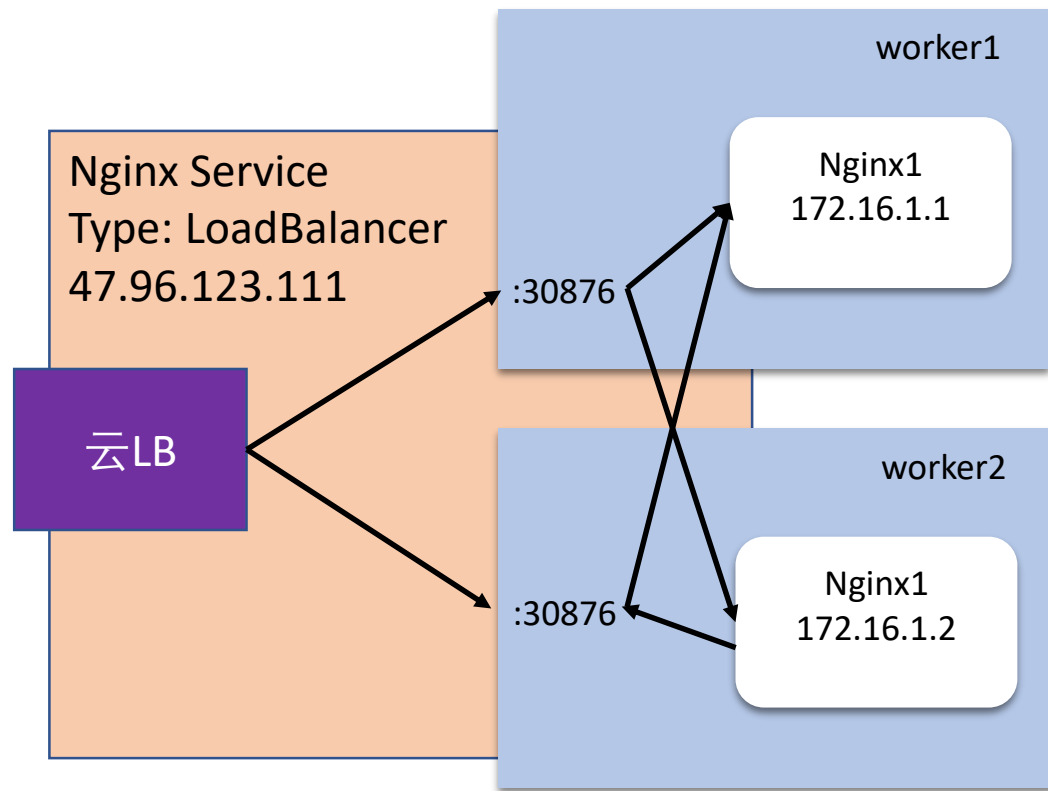 worker1
Nginx Service
Type: LoadBalancer
47.96.123.111
Nginx1
172.16.1.1
:30876
云LB
worker2
:30876
Nginx1
172.16.1.2